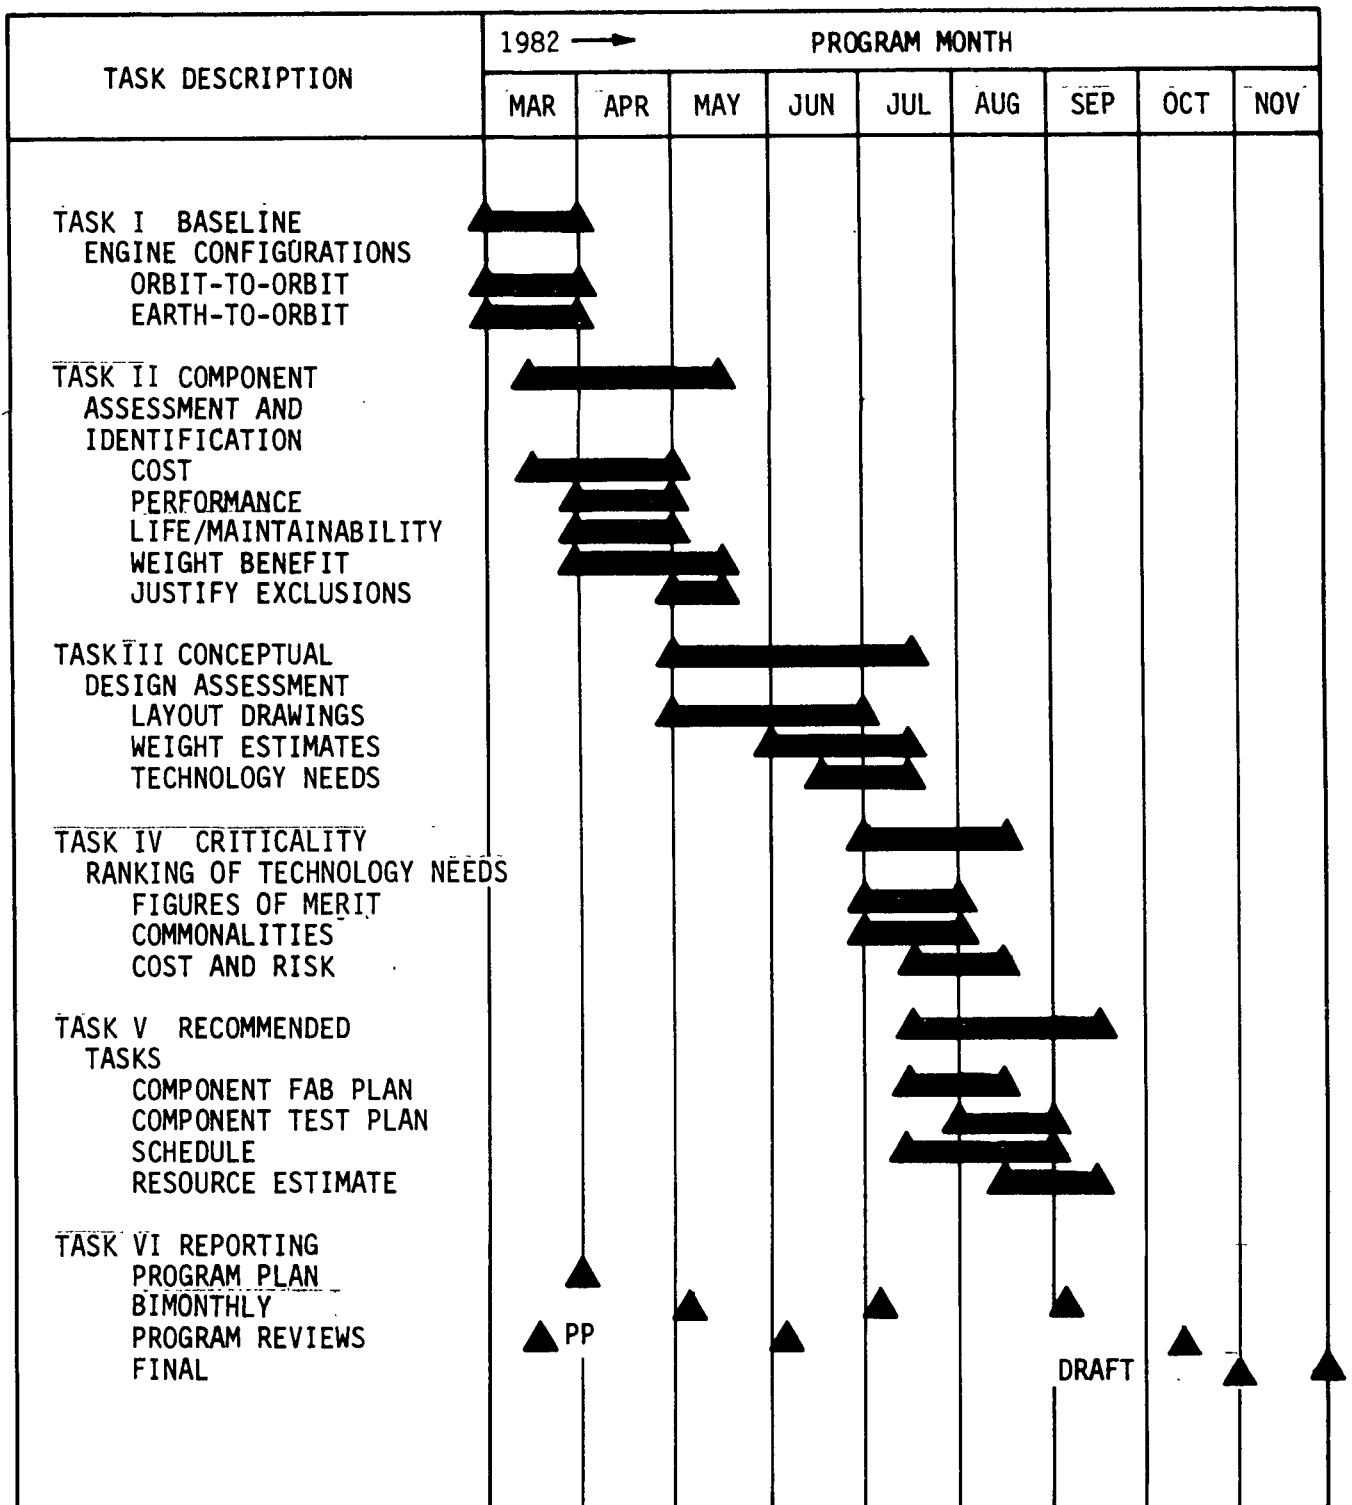 1982 PROGRAM MONTH
TASK DESCRIPTION
MAR APR MAY JUN JUL AUG SEP OCT NOV
TASK I BASELINE
ENGINE CONFIGURATIONS
ORBIT-TO-ORBIT
EARTH-TO-ORBIT
TASK II COMPONENT
ASSESSMENT AND
IDENTIFICATION
COST
PERFORMANCE
LIFE/MAINTAINABILITY
WEIGHT BENEFIT
JUSTIFY EXCLUSIONS
TASK III CONCEPTUAL
DESIGN ASSESSMENT
LAYOUT DRAWINGS
WEIGHT ESTIMATES
TECHNOLOGY NEEDS
TASK IV CRITICALITY
RANKING OF TECHNOLOGY NEEDS
FIGURES OF MERIT
COMMONALITIES
COST AND RISK
TASK V RECOMMENDED
TASKS
COMPONENT FAB PLAN
COMPONENT TEST PLAN
SCHEDULE
RESOURCE ESTIMATE
TASK VI REPORTING
PROGRAM PLAN
BIMONTHLY
PROGRAM REVIEWS PP
FINAL DRAFT